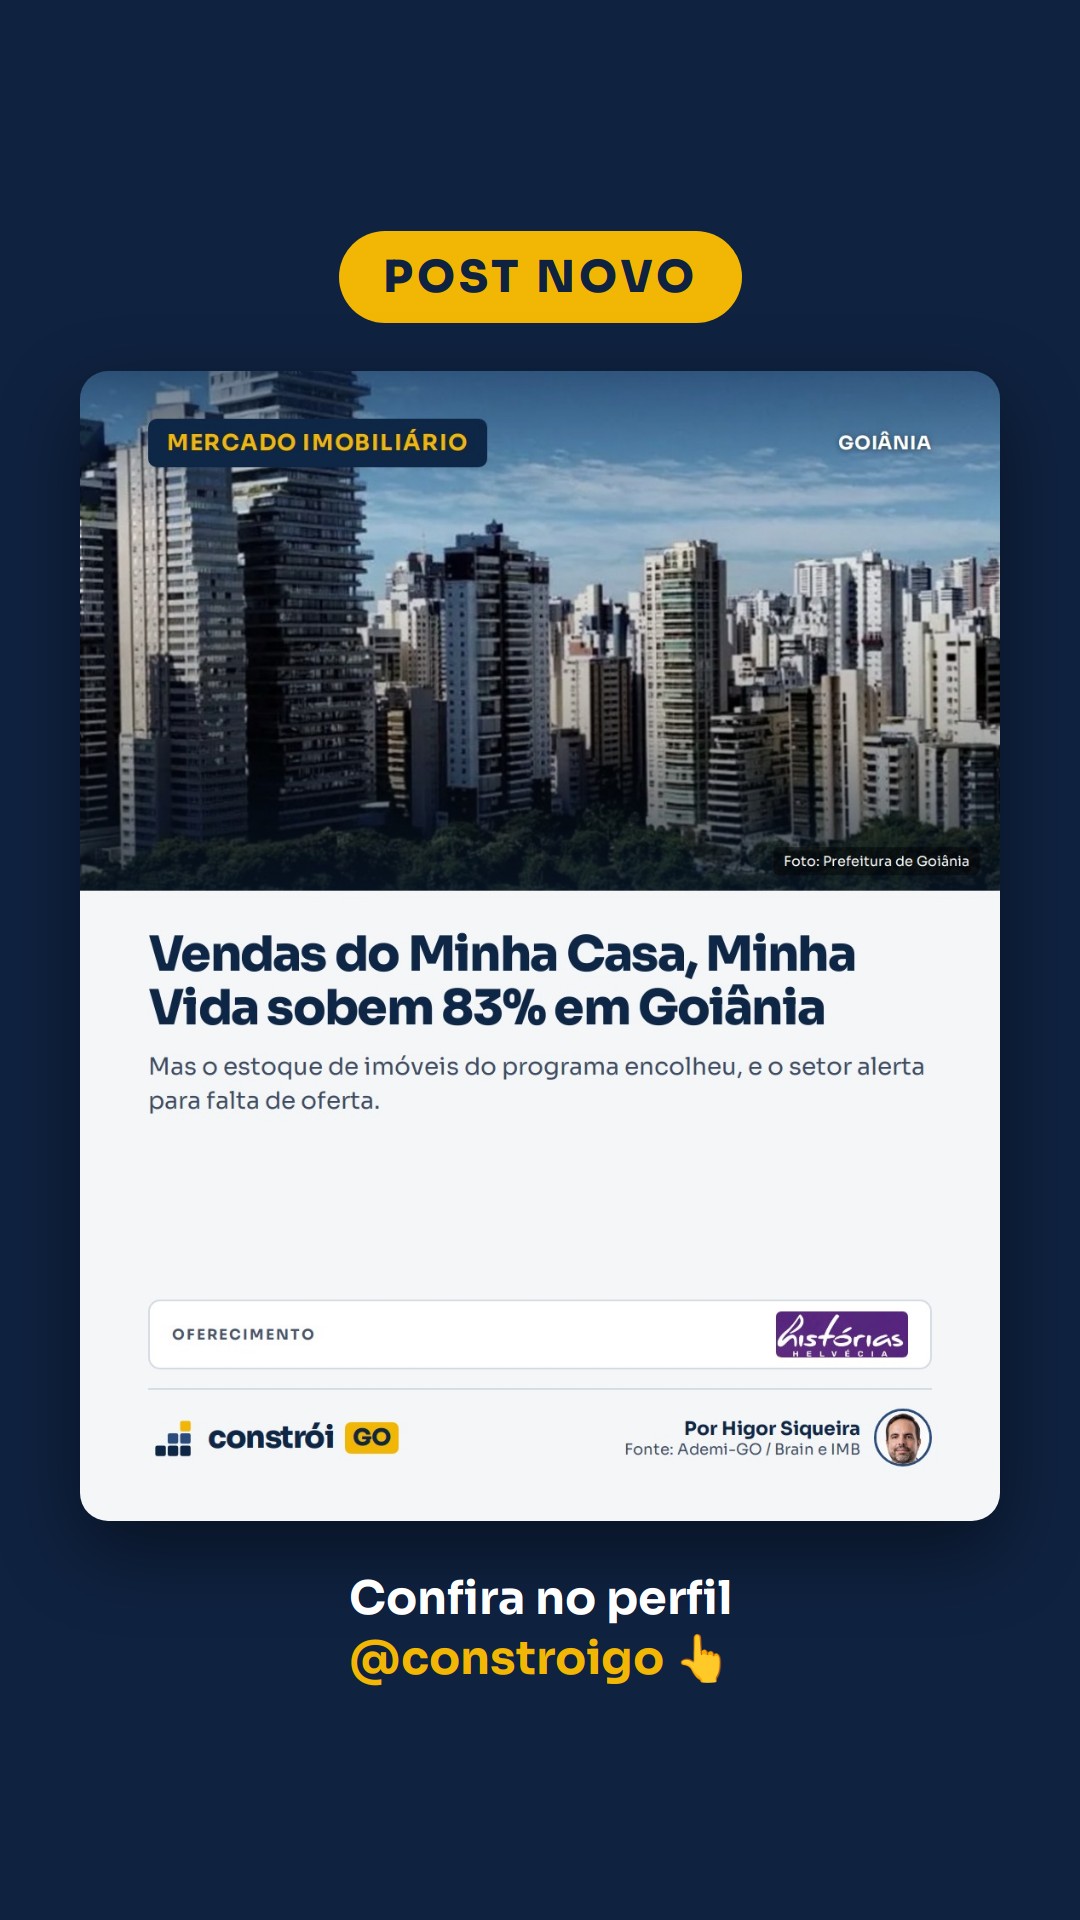 POST NOVO
MERCADO IMOBILIÁRIO
GOIÂNIA
Foto: Prefeitura de Goiânia
Vendas do Minha Casa, Minha
Vida sobem 83% em Goiânia
Mas o estoque de imóveis do programa encolheu, e o setor alerta
para falta de oferta.
OFERECIMENTO
histórias
HELVÉCIA
constrói GO
Por Higor Siqueira
Fonte: Ademi-GO / Brain e IMB
Confira no perfil
@constroigo 👆